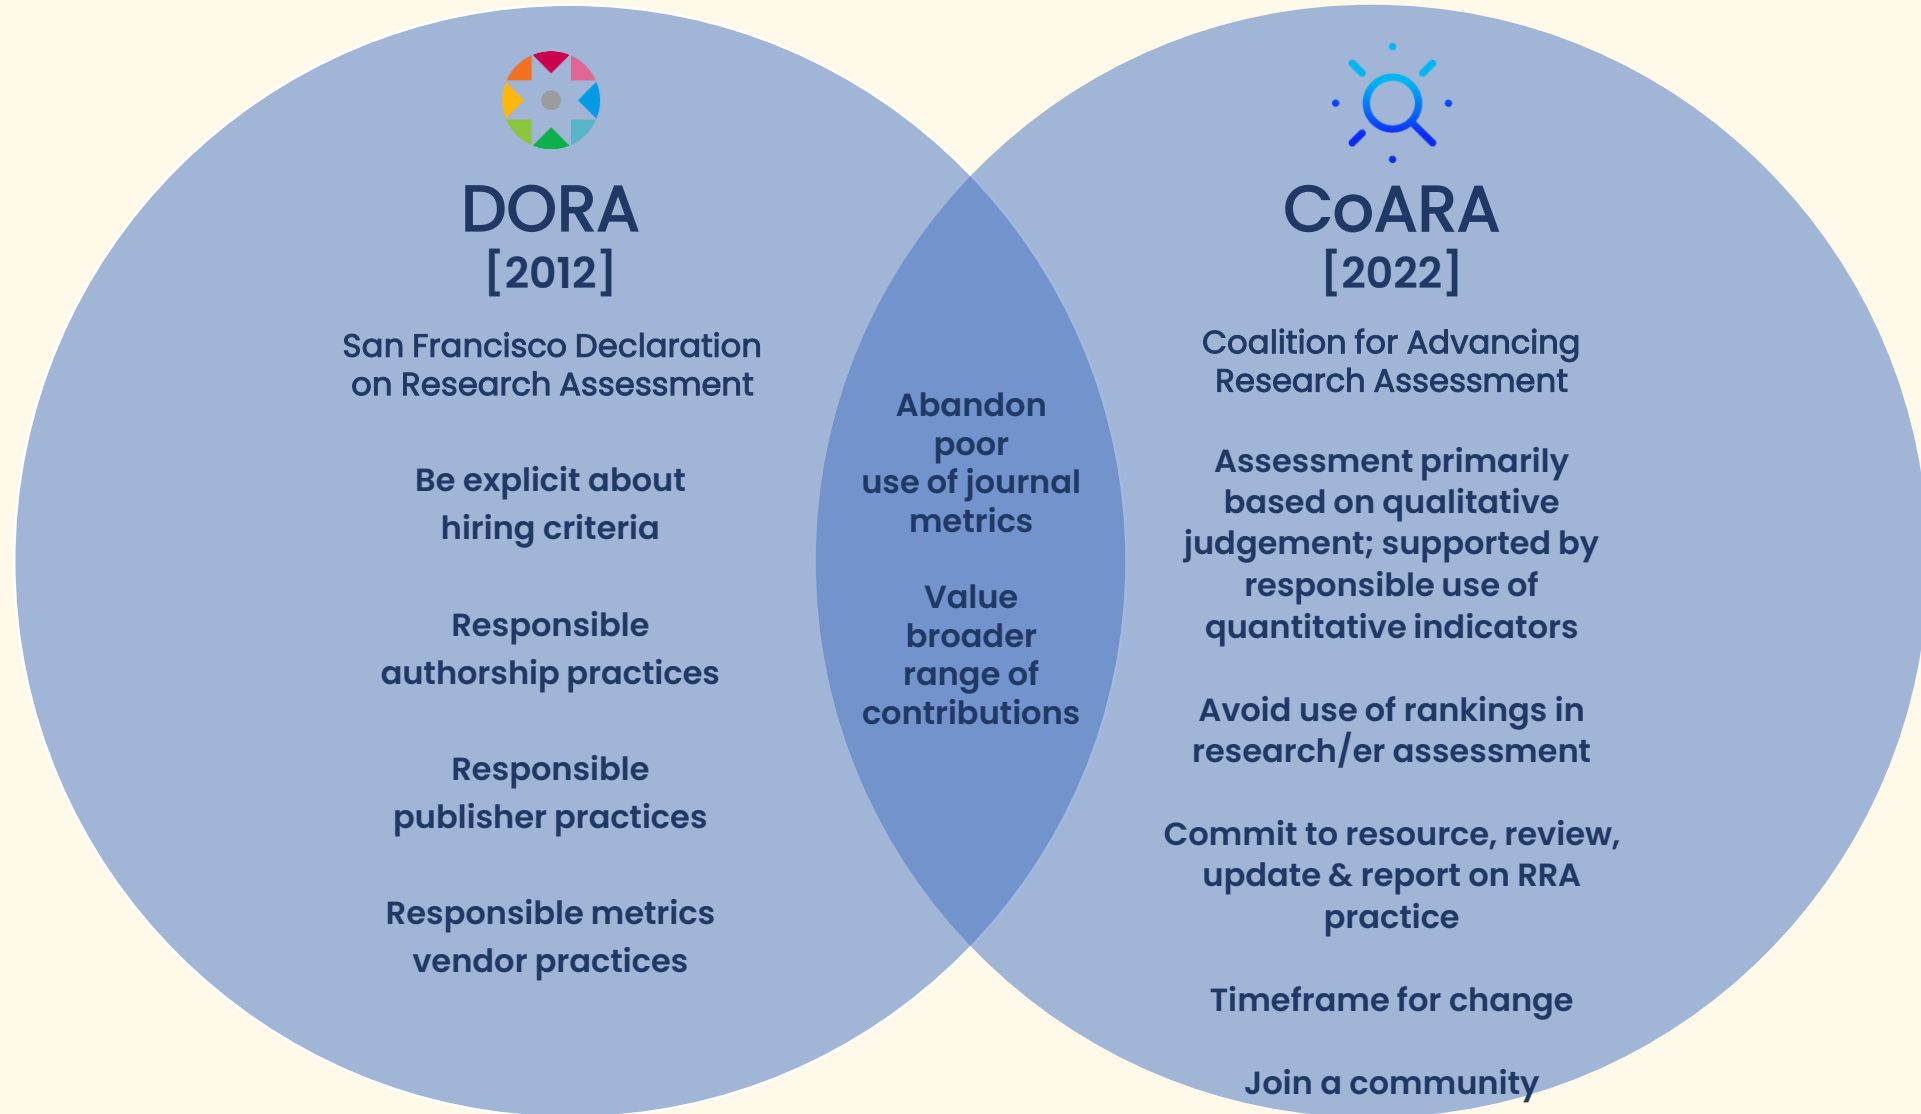 DORA
[2012]
San Francisco Declaration
on Research Assessment
Be explicit about
hiring criteria
Responsible
authorship practices
Responsible
publisher practices
Responsible metrics
vendor practices
Abandon
poor
use of journal
metrics
Value
broader
range of
contributions
CoARA
[2022]
Coalition for Advancing
Research Assessment
Assessment primarily
based on qualitative
judgement; supported by
responsible use of
quantitative indicators
Avoid use of rankings in
research/er assessment
Commit to resource, review,
update & report on RRA
practice
Timeframe for change
Join a community